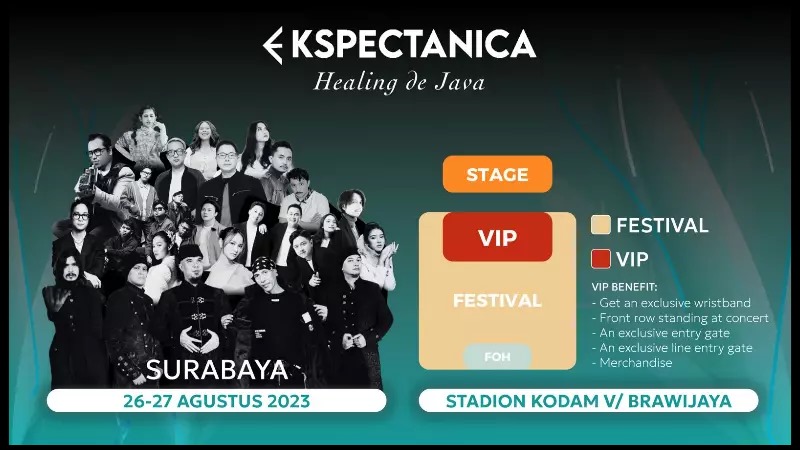 EKSPECTANICA
Healing de Java
STAGE
VIP
FESTIVAL
FOH
FESTIVAL
VIP
VIP BENEFIT:
- Get an exclusive wristband
- Front row standing at concert
- An exclusive entry gate
- An exclusive line entry gate
- Merchandise
SURABAYA
26-27 AGUSTUS 2023
STADION KODAM V/ BRAWIJAYA